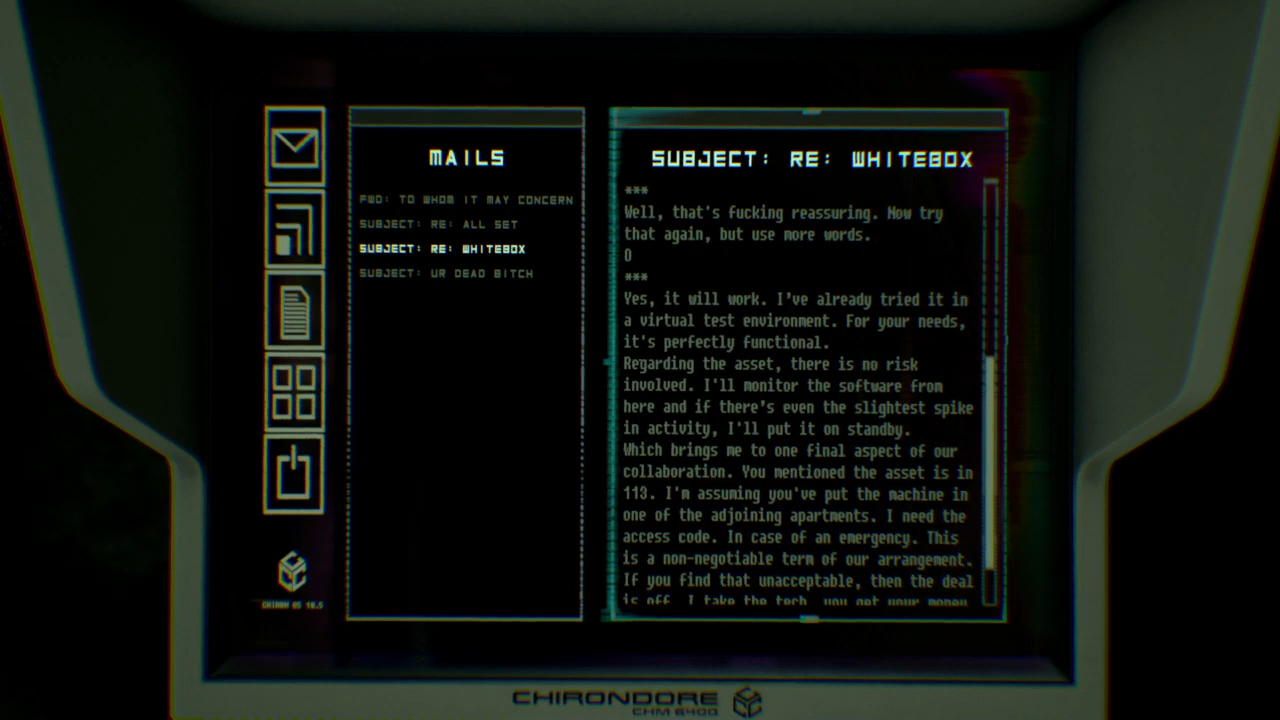 MAILS
FWD: TO WHOM IT MAY CONCERN
SUBJECT: RE: ALL SET
SUBJECT: RE: WHITEBOX
SUBJECT: UR DEAD BITCH
SUBJECT: RE: WHITEBOX
***
Well, that's fucking reassuring. Now try
that again, but use more words.
O
***
Yes, it will work. I've already tried it in
a virtual test environment. For your needs,
it's perfectly functional.
Regarding the asset, there is no risk
involved. I'll monitor the software from
here and if there's even the slightest spike
in activity, I'll put it on standby.
Which brings me to one final aspect of our
collaboration. You mentioned the asset is in
113. I'm assuming you've put the machine in
one of the adjoining apartments. I need the
access code. In case of an emergency. This
is a non-negotiable term of our arrangement.
If you find that unacceptable, then the deal
is off. I take the tech, you get your money
CHIRON OS 10.5
CHIRONDORE
CHM 6400